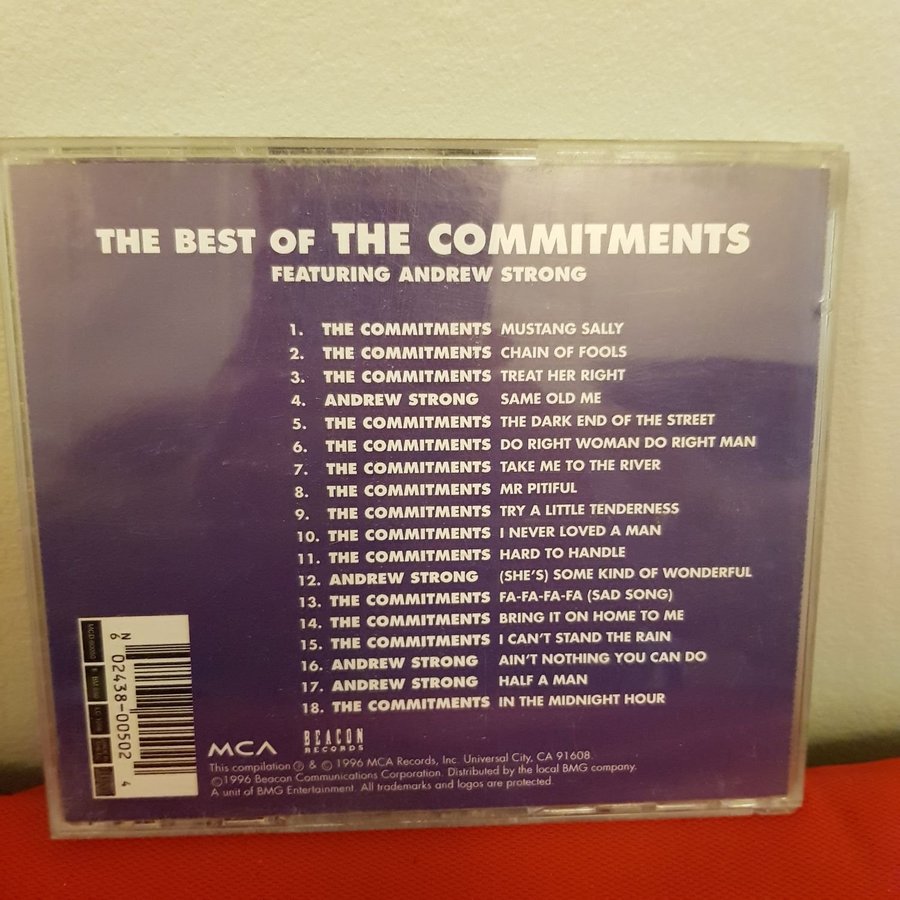 THE BEST OF THE COMMITMENTS
FEATURING ANDREW STRONG
1. THE COMMITMENTS MUSTANG SALLY
2. THE COMMITMENTS CHAIN OF FOOLS
3. THE COMMITMENTS TREAT HER RIGHT
4. ANDREW STRONG SAME OLD ME
5. THE COMMITMENTS THE DARK END OF THE STREET
6. THE COMMITMENTS DO RIGHT WOMAN DO RIGHT MAN
7. THE COMMITMENTS TAKE ME TO THE RIVER
8. THE COMMITMENTS MR PITIFUL
9. THE COMMITMENTS TRY A LITTLE TENDERNESS
10. THE COMMITMENTS I NEVER LOVED A MAN
11. THE COMMITMENTS HARD TO HANDLE
12. ANDREW STRONG (SHE'S) SOME KIND OF WONDERFUL
13. THE COMMITMENTS FA-FA-FA-FA (SAD SONG)
14. THE COMMITMENTS BRING IT ON HOME TO ME
15. THE COMMITMENTS I CAN'T STAND THE RAIN
16. ANDREW STRONG AIN'T NOTHING YOU CAN DO
17. ANDREW STRONG HALF A MAN
18. THE COMMITMENTS IN THE MIDNIGHT HOUR
N
6 02438-00502 4
MCA
BEACON
RECORDS
This compilation ℗ & © 1996 MCA Records, Inc. Universal City, CA 91608.
©1996 Beacon Communications Corporation. Distributed by the local BMG company.
A unit of BMG Entertainment. All trademarks and logos are protected.